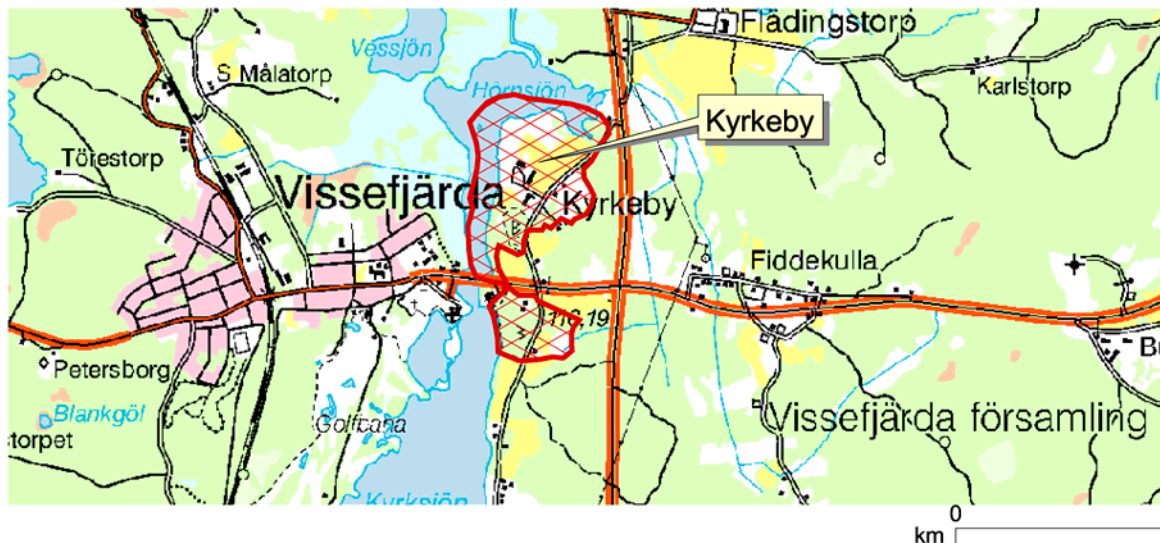 Flädingstorp
Vessjön
S Målatorp
Hörnsjön
Karlstorp
Kyrkeby
Törestorp
Vissefjärda
Kyrkeby
Fiddekulla
116,19
Petersborg
Bu
Blankgöl
Golfbana
Vissefjärda församling
storpet
Kyrksjön
0
km